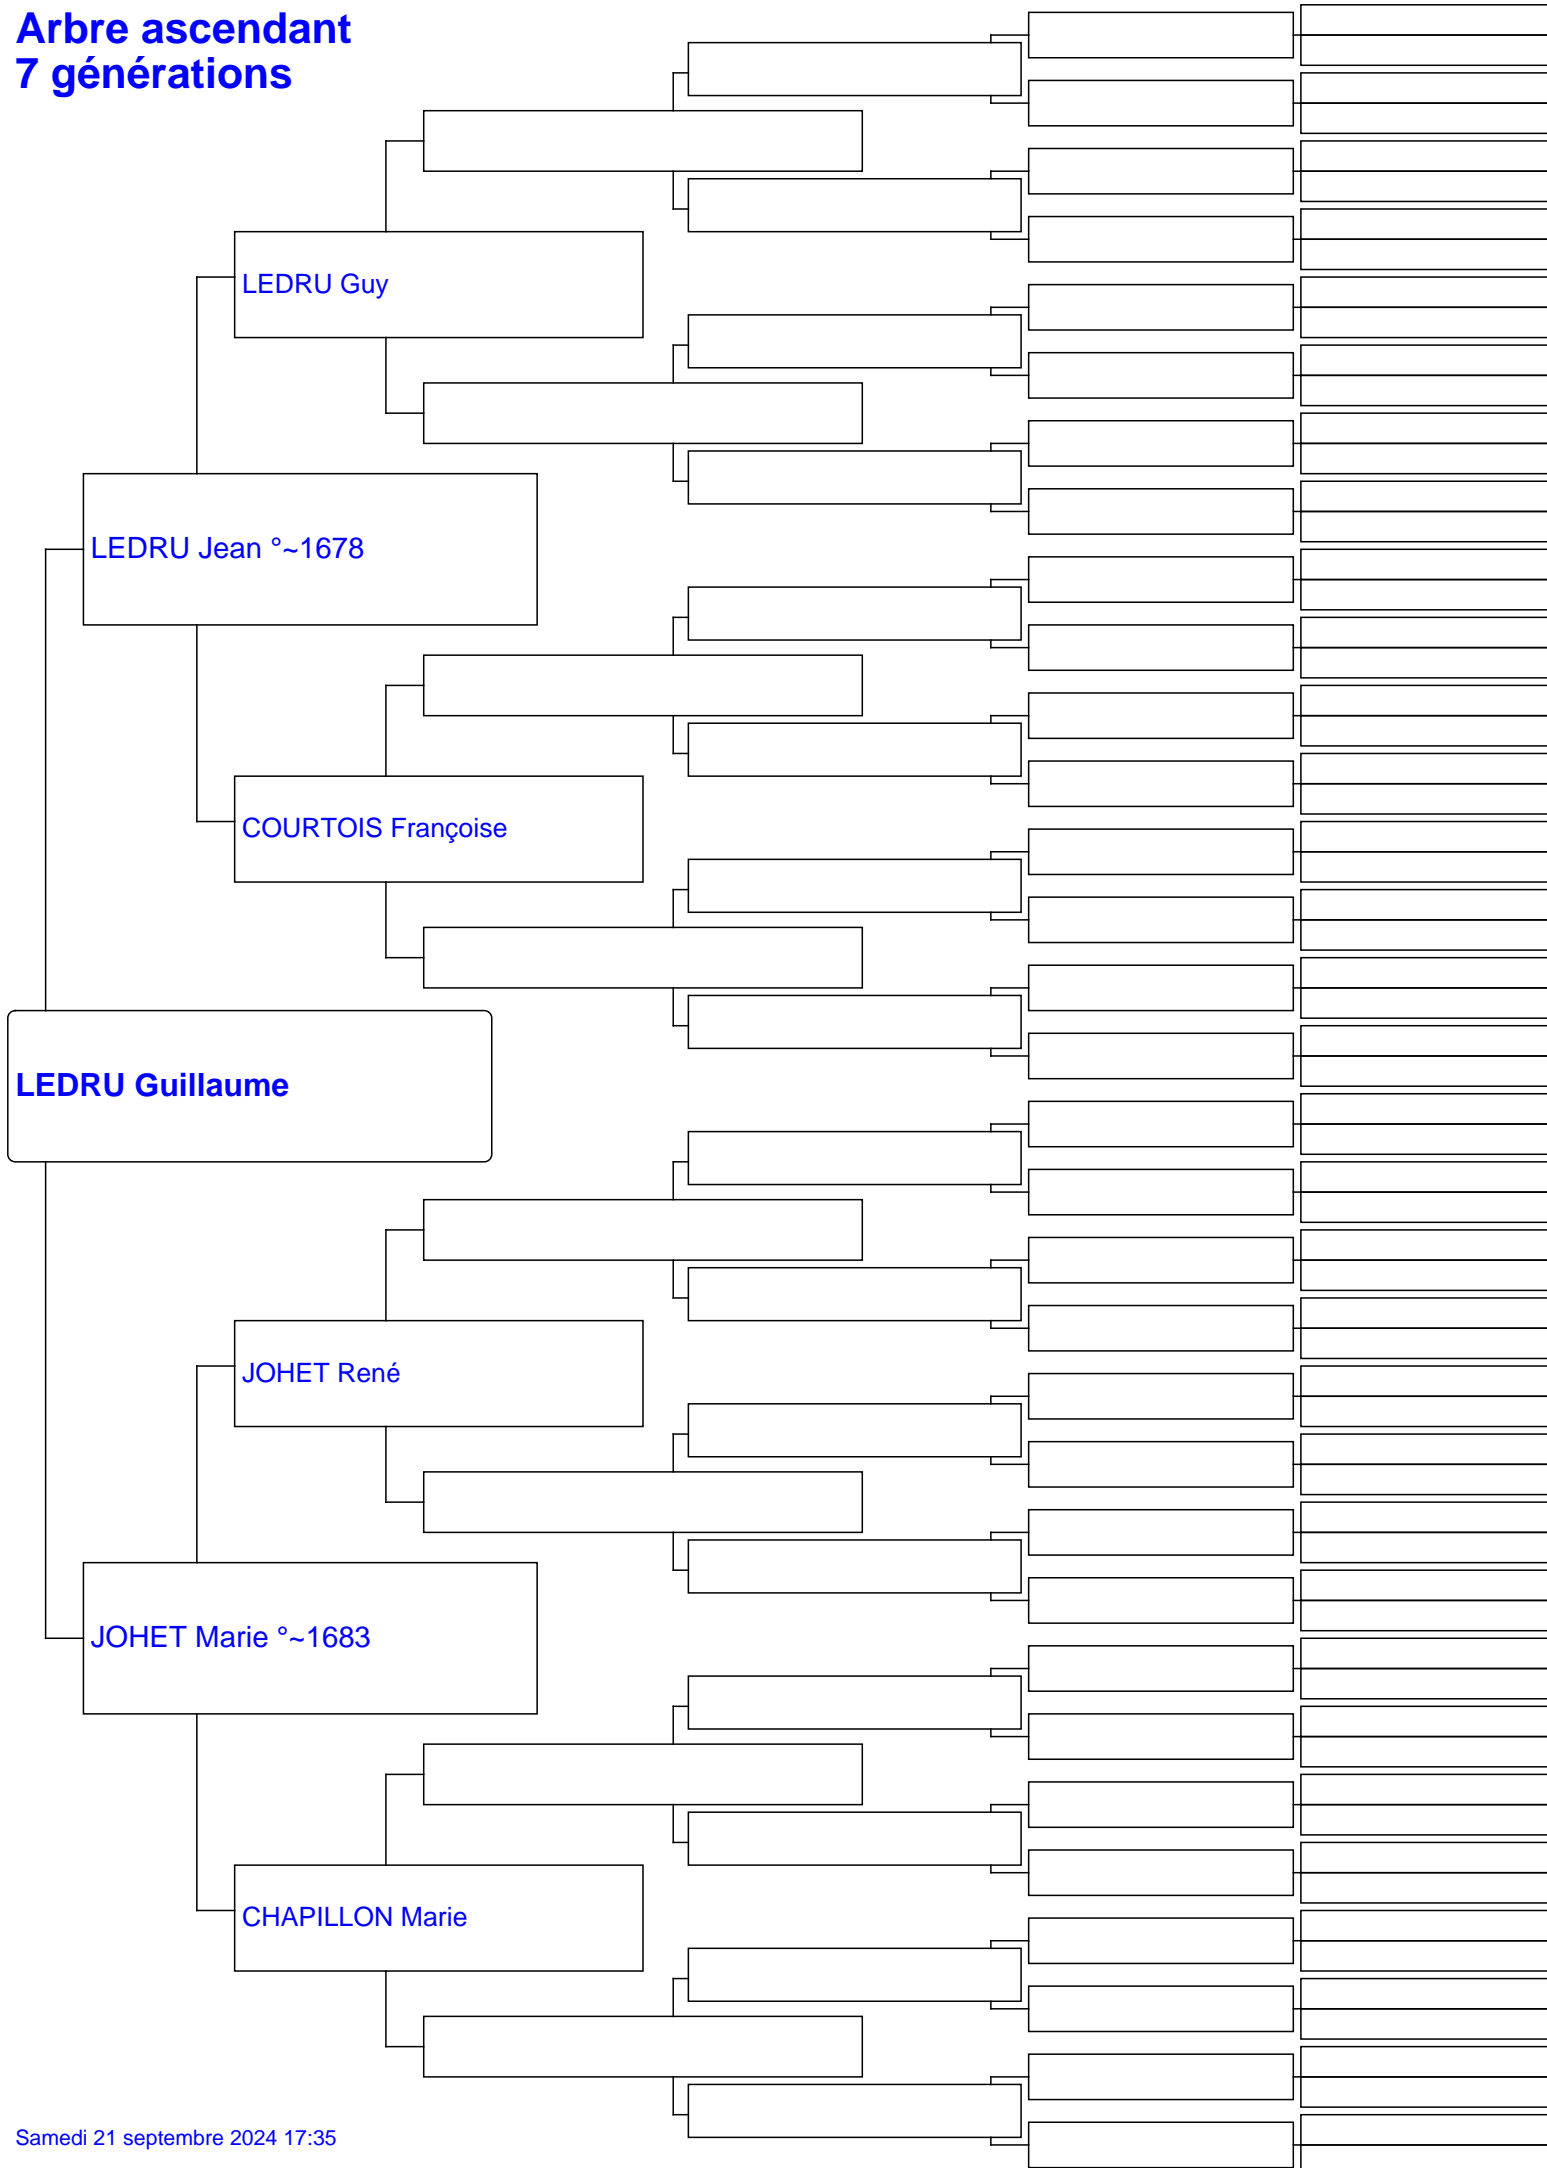 Arbre ascendant
7 générations
LEDRU Guy
LEDRU Jean °~1678
COURTOIS Françoise
LEDRU Guillaume
JOHET René
JOHET Marie °~1683
CHAPILLON Marie
Samedi 21 septembre 2024 17:35